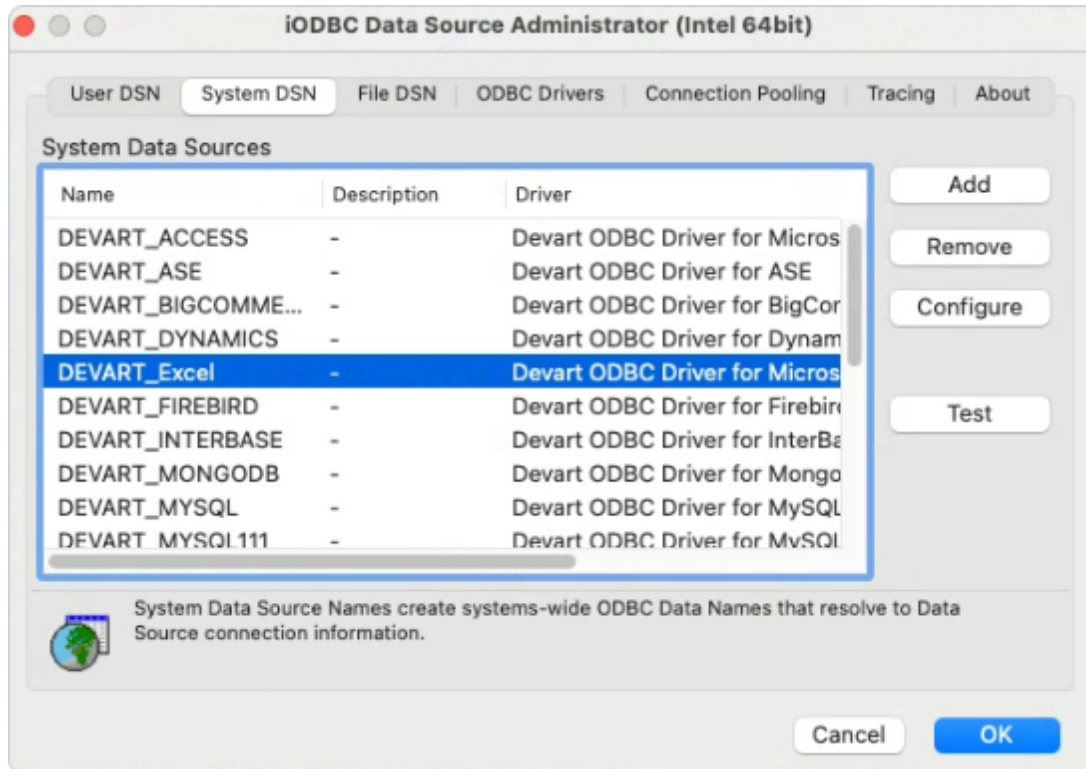 iODBC Data Source Administrator (Intel 64bit)
User DSN System DSN File DSN ODBC Drivers Connection Pooling Tracing About
System Data Sources
Name Description Driver
DEVART_ACCESS - Devart ODBC Driver for Micros
DEVART_ASE - Devart ODBC Driver for ASE
DEVART_BIGCOMME... - Devart ODBC Driver for BigCor
DEVART_DYNAMICS - Devart ODBC Driver for Dynam
DEVART_Excel - Devart ODBC Driver for Micros
DEVART_FIREBIRD - Devart ODBC Driver for Firebir
DEVART_INTERBASE - Devart ODBC Driver for InterBa
DEVART_MONGODB - Devart ODBC Driver for Mongo
DEVART_MYSQL - Devart ODBC Driver for MySQL
DEVART_MYSQL111 - Devart ODBC Driver for MySQL
Add
Remove
Configure
Test
System Data Source Names create systems-wide ODBC Data Names that resolve to Data
Source connection information.
Cancel OK